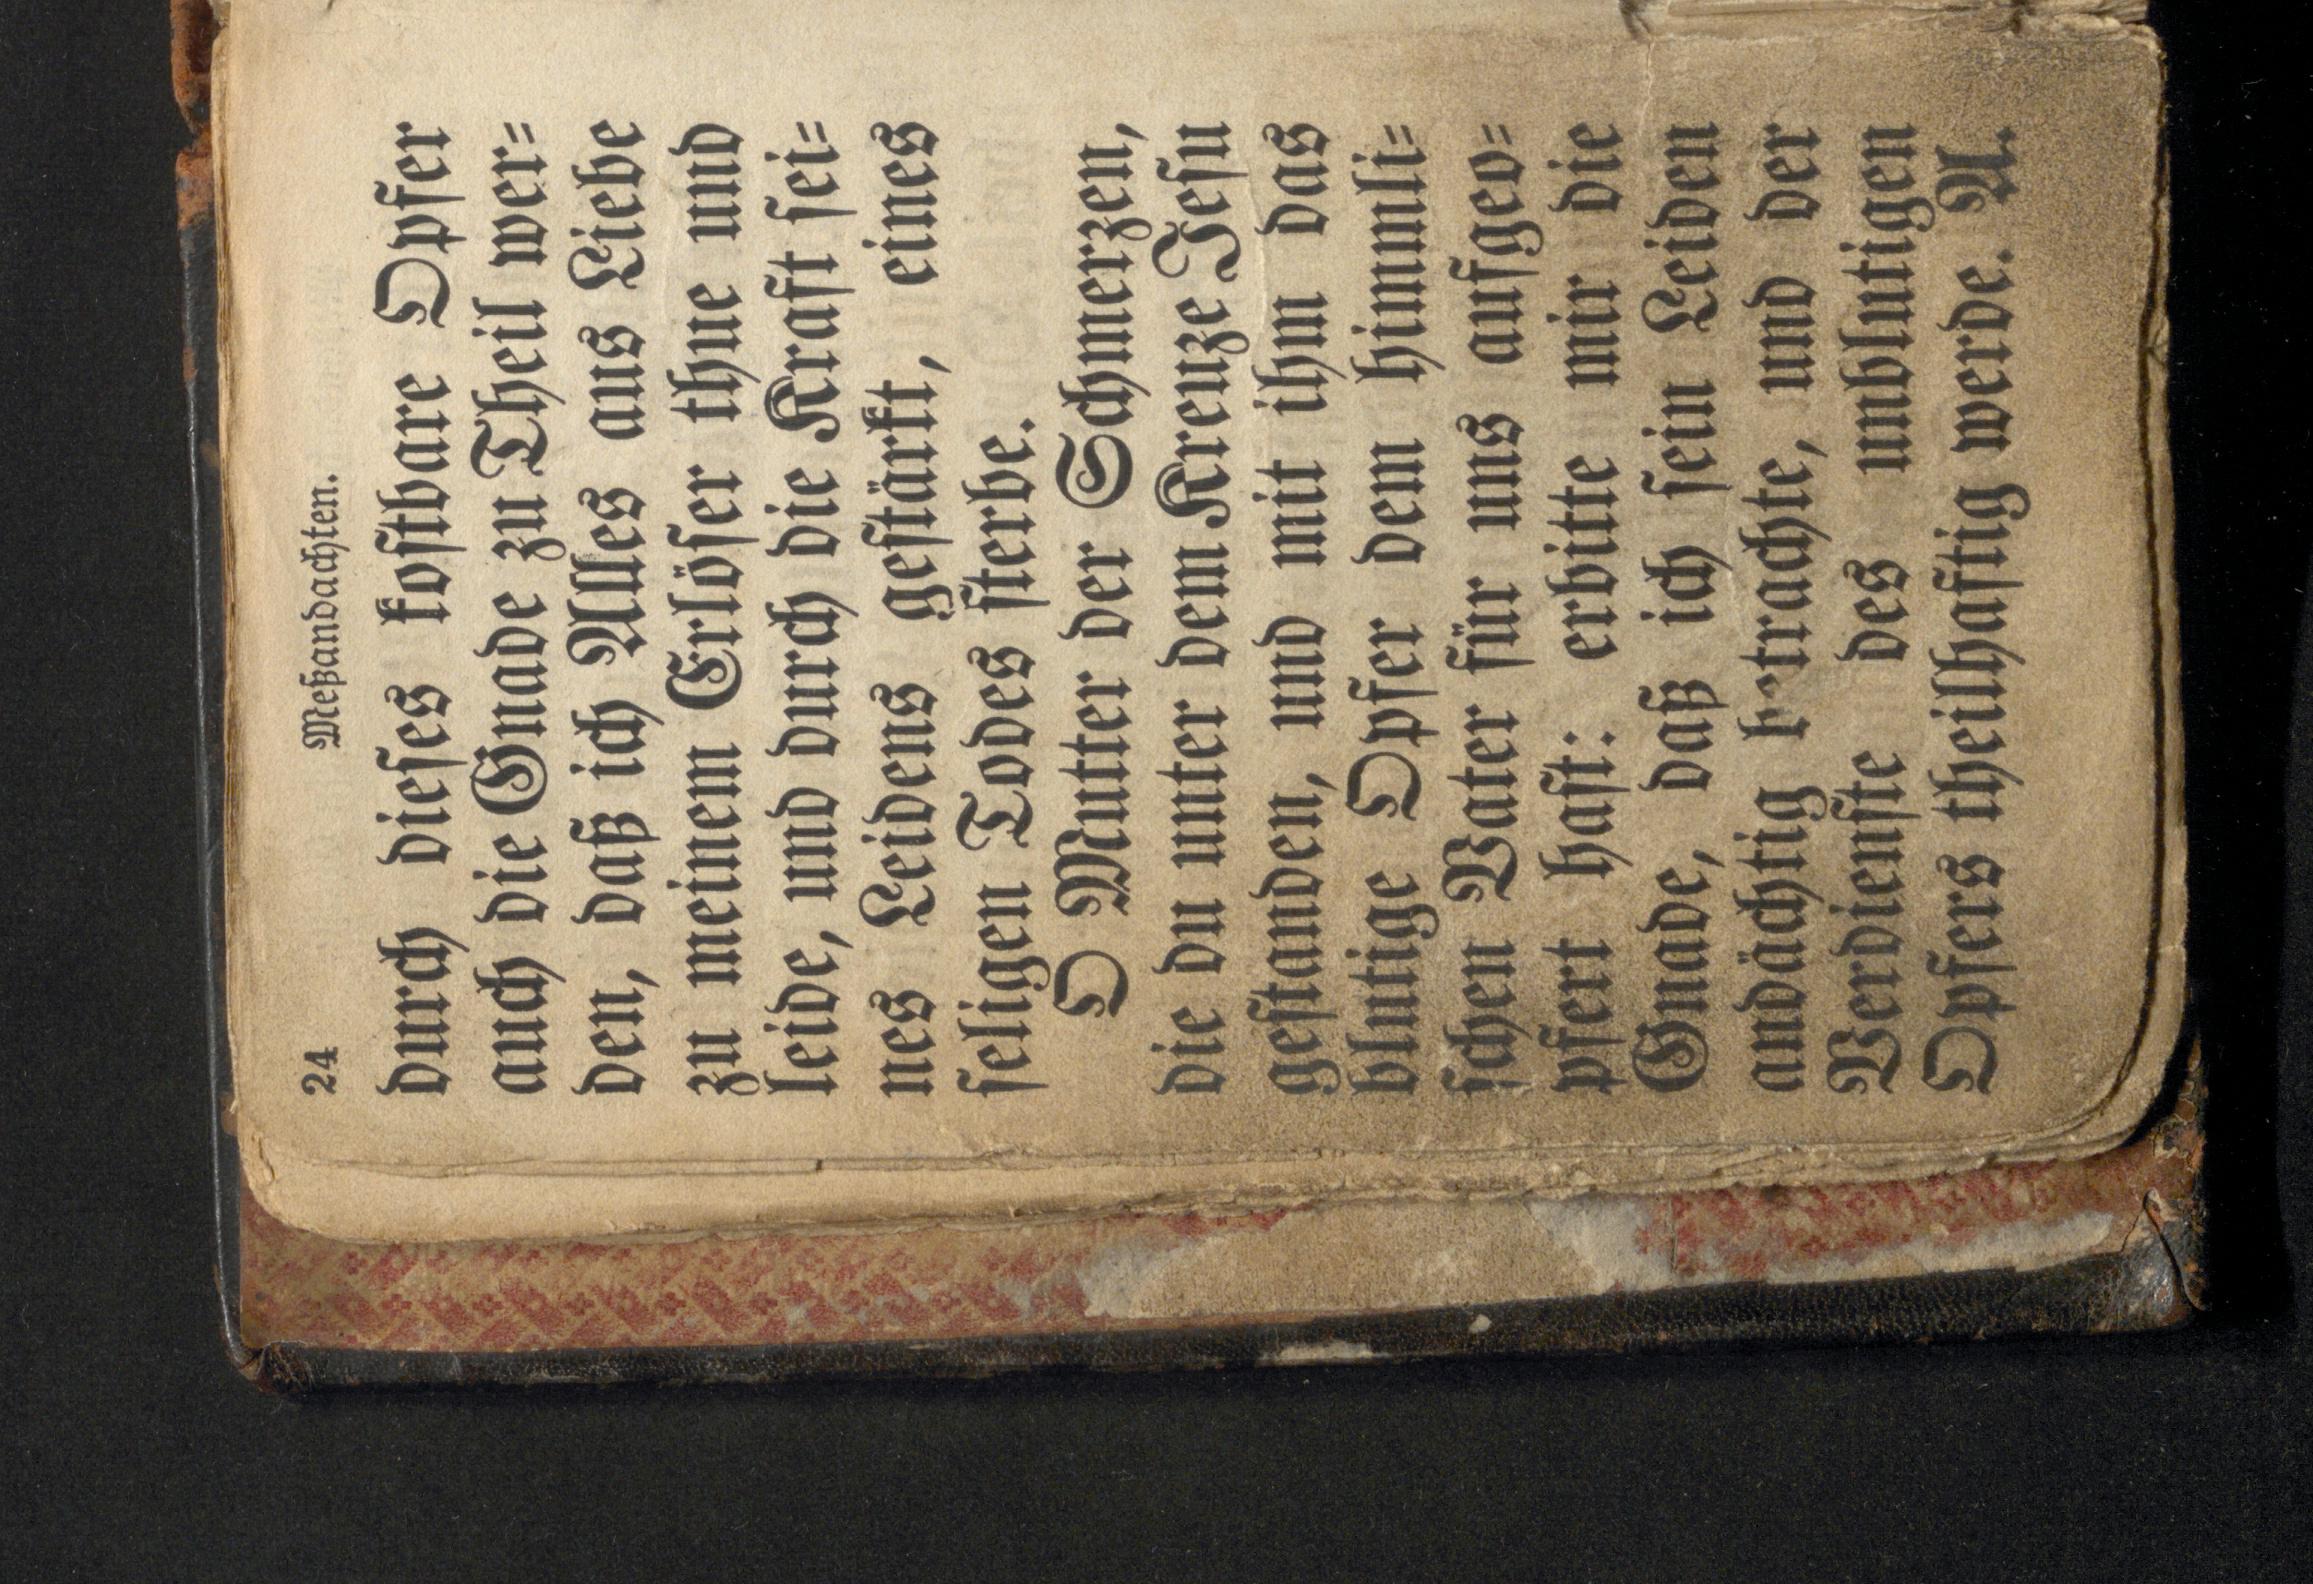 24 Meßandachten.
durch dieses kostbare Opfer
auch die Gnade zu Theil wer=
den, daß ich Alles aus Liebe
zu meinem Erlöser thue und
leide, und durch die Kraft sei=
nes Leidens gestärkt, eines
seligen Todes sterbe.
O Mutter der Schmerzen,
die du unter dem Kreuze Jesu
gestanden, und mit ihm das
blutige Opfer dem himmli=
schen Vater für uns aufgeo=
pfert hast: erbitte mir die
Gnade, daß ich sein Leiden
andächtig betrachte, und der
Verdienste des unblutigen
Opfers theilhaftig werde. A.